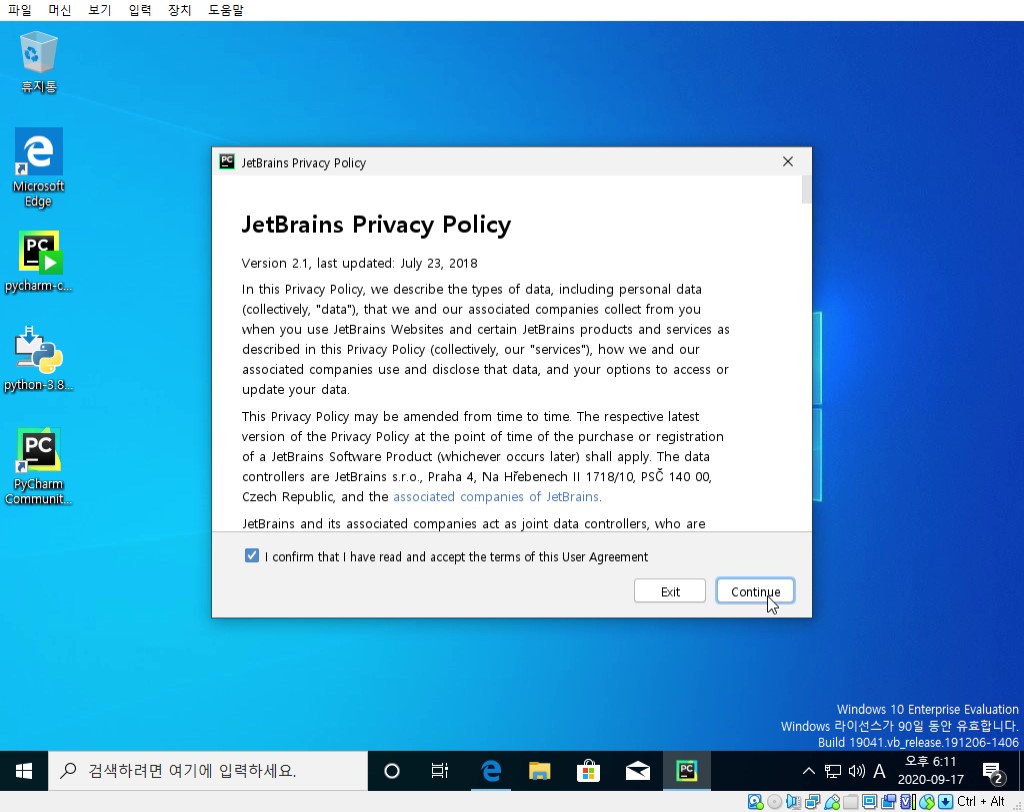 파일 머신 보기 입력 장치 도움말
휴지통
Microsoft
Edge
PC
pycharm-c...
python-3.8...
PC
PyCharm
Communit...
PC JetBrains Privacy Policy
JetBrains Privacy Policy
Version 2.1, last updated: July 23, 2018
In this Privacy Policy, we describe the types of data, including personal data
(collectively, "data"), that we and our associated companies collect from you
when you use JetBrains Websites and certain JetBrains products and services as
described in this Privacy Policy (collectively, our "services"), how we and our
associated companies use and disclose that data, and your options to access or
update your data.
This Privacy Policy may be amended from time to time. The respective latest
version of the Privacy Policy at the point of time of the purchase or registration
of a JetBrains Software Product (whichever occurs later) shall apply. The data
controllers are JetBrains s.r.o., Praha 4, Na Hřebenech II 1718/10, PSČ 140 00,
Czech Republic, and the associated companies of JetBrains.
JetBrains and its associated companies act as joint data controllers, who are
I confirm that I have read and accept the terms of this User Agreement
Exit Continue
Windows 10 Enterprise Evaluation
Windows 라이선스가 90일 동안 유효합니다.
Build 19041.vb_release.191206-1406
검색하려면 여기에 입력하세요.
PC
A
오후 6:11
2020-09-17
2
Ctrl + Alt